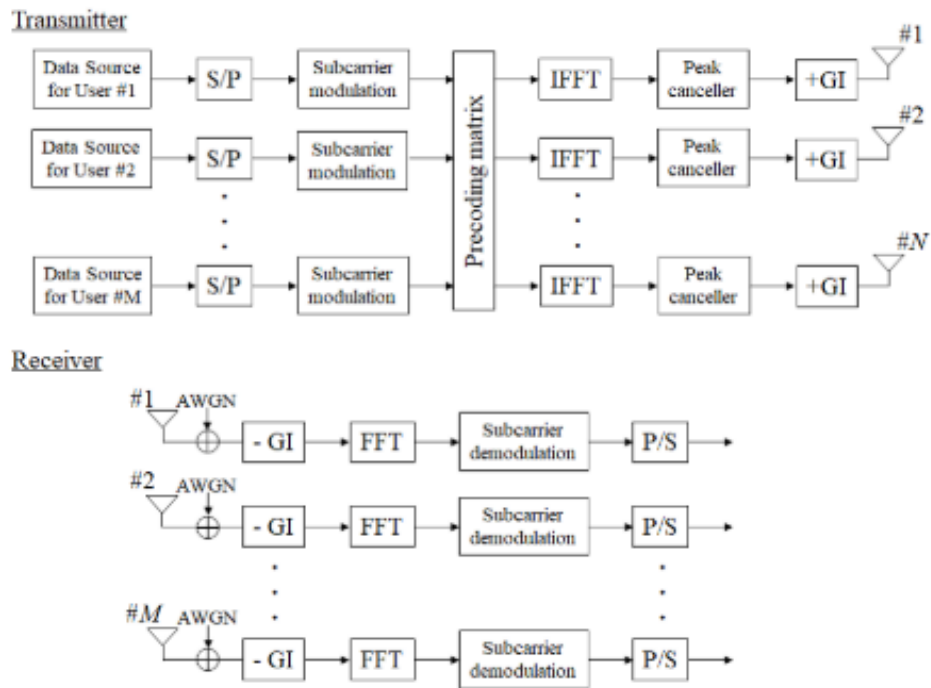 Transmitter
#1
Data Source
for User #1
S/P
Subcarrier
modulation
Precoding matrix
IFFT
Peak
canceller
+GI
#2
Data Source
for User #2
S/P
Subcarrier
modulation
IFFT
Peak
canceller
+GI
#N
Data Source
for User #M
S/P
Subcarrier
modulation
IFFT
Peak
canceller
+GI
Receiver
#1
AWGN
- GI
FFT
Subcarrier
demodulation
P/S
#2
AWGN
- GI
FFT
Subcarrier
demodulation
P/S
#M
AWGN
- GI
FFT
Subcarrier
demodulation
P/S